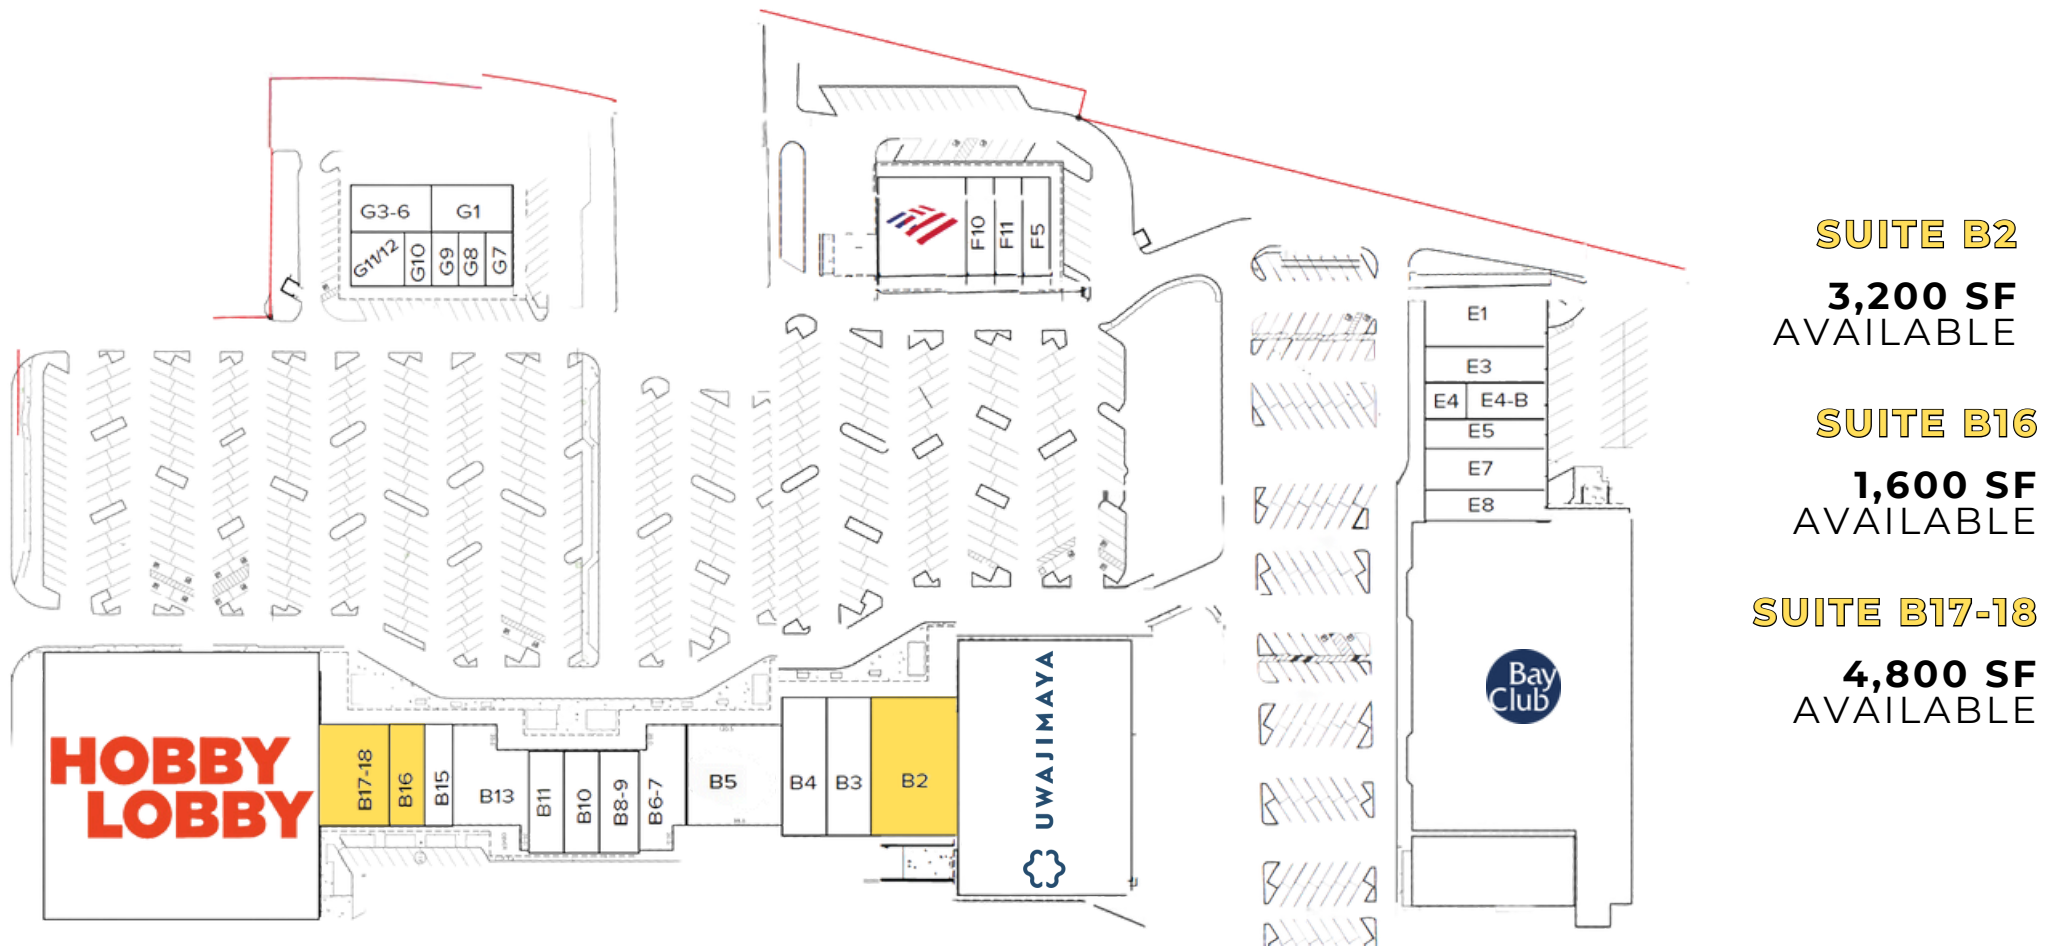 G3-6
G1
G11/12
G10
G9
G8
G7
F10
F11
F5
E1
E3
E4
E4-B
E5
E7
E8
Bay
Club
HOBBY
LOBBY
B17-18
B16
B15
B13
B11
B10
B8-9
B6-7
B5
B4
B3
B2
UWAJIMAYA
SUITE B2
3,200 SF
AVAILABLE
SUITE B16
1,600 SF
AVAILABLE
SUITE B17-18
4,800 SF
AVAILABLE